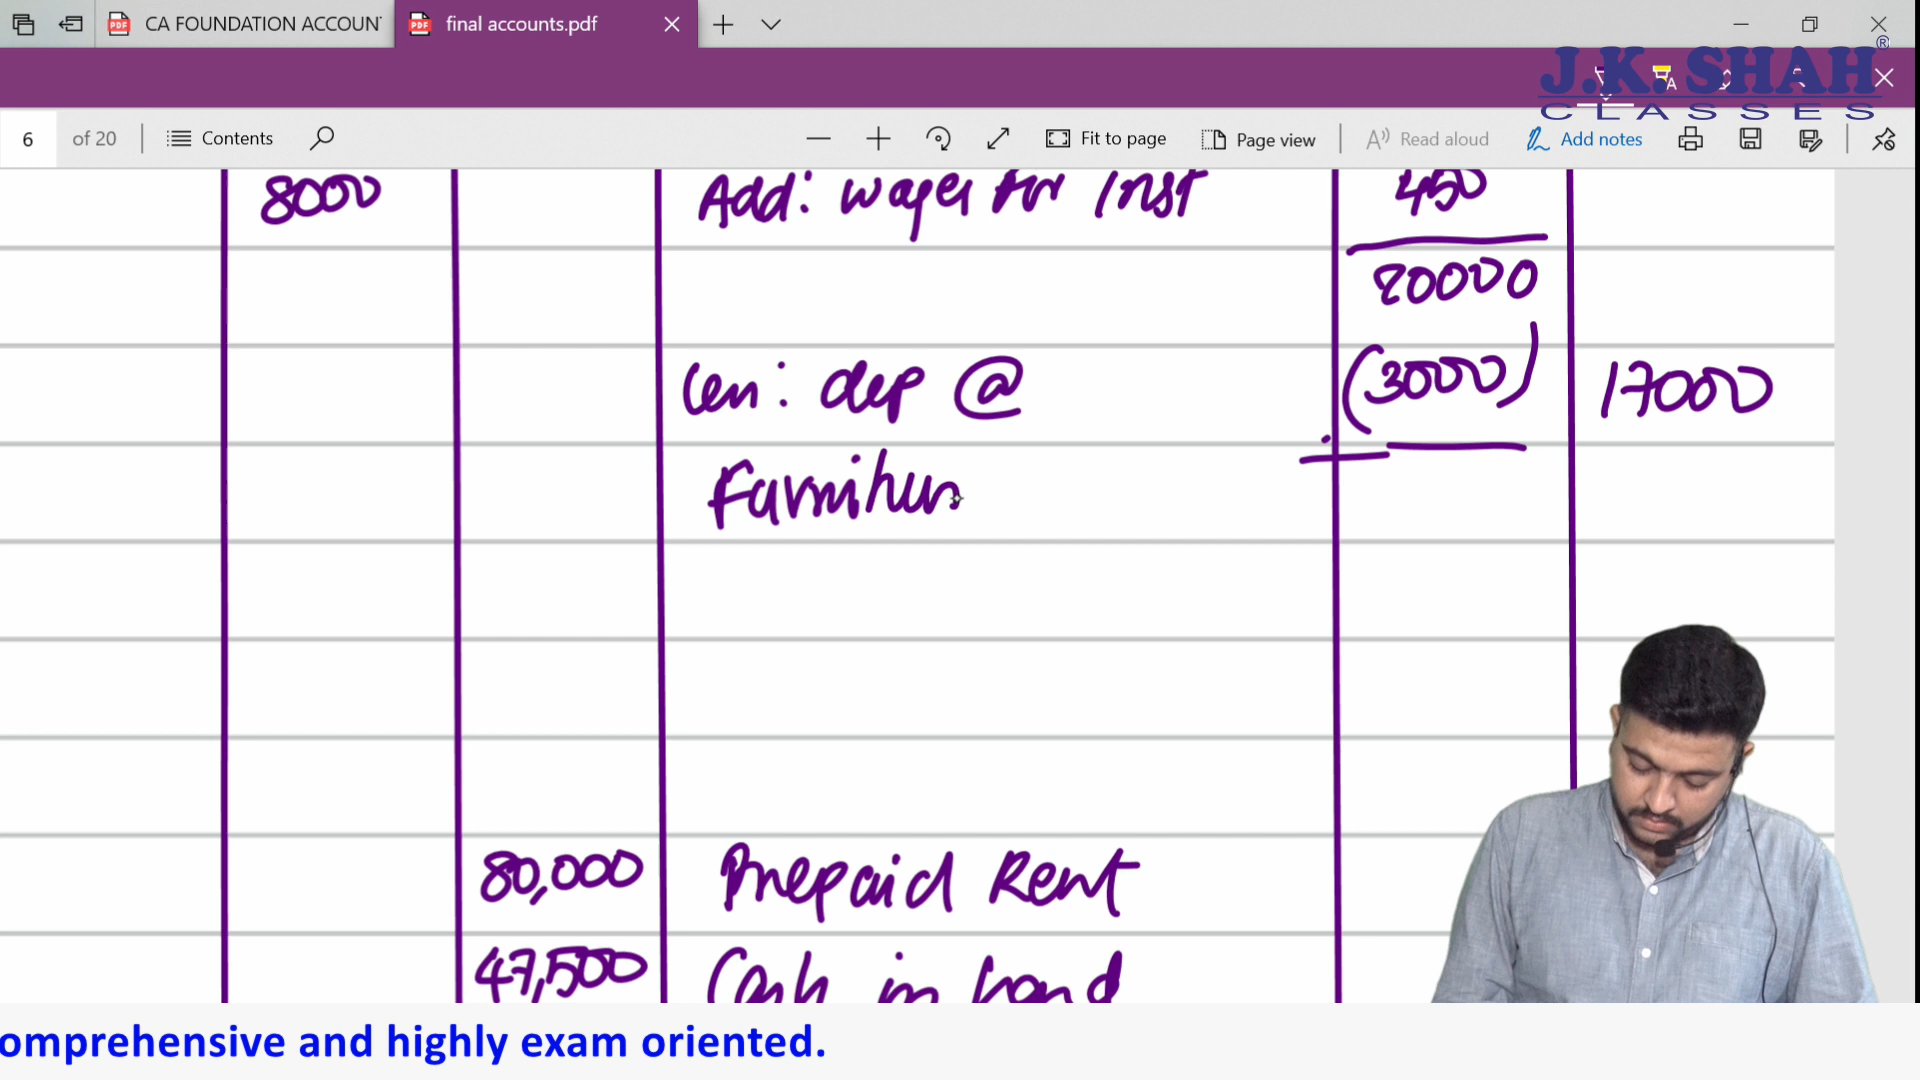 CA FOUNDATION ACCOUNT
final accounts.pdf
J.K. SHAH®
CLASSES
6 of 20
Contents
Fit to page
Page view
Read aloud
Add notes
8000 Add: wages for Inst 450
20000
Less: dep @ (3000) 17000
Furnitur
80,000 Prepaid Rent
47,500 Cash in hand
omprehensive and highly exam oriented.